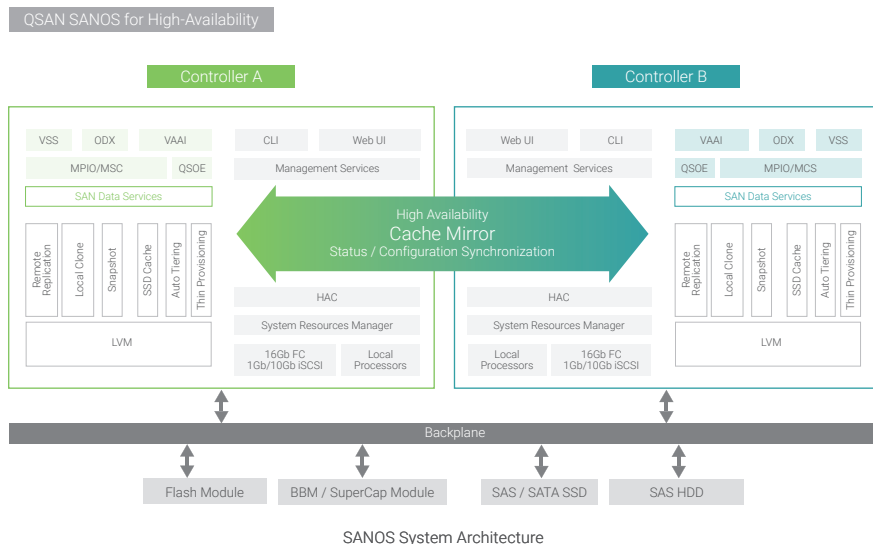 QSAN SANOS for High-Availability
Controller A
Controller B
VSS
ODX
VAAI
CLI
Web UI
MPIO/MSC
QSOE
Management Services
SAN Data Services
Web UI
CLI
VAAI
ODX
VSS
Management Services
QSOE
MPIO/MCS
SAN Data Services
High Availability
Cache Mirror
Status / Configuration Synchronization
Remote
Replication
Local Clone
Snapshot
SSD Cache
Auto Tiering
Thin Provisioning
LVM
HAC
System Resources Manager
16Gb FC
1Gb/10Gb iSCSI
Local
Processors
HAC
System Resources Manager
Local
Processors
16Gb FC
1Gb/10Gb iSCSI
Remote
Replication
Local Clone
Snapshot
SSD Cache
Auto Tiering
Thin Provisioning
LVM
Backplane
Flash Module
BBM / SuperCap Module
SAS / SATA SSD
SAS HDD
SANOS System Architecture